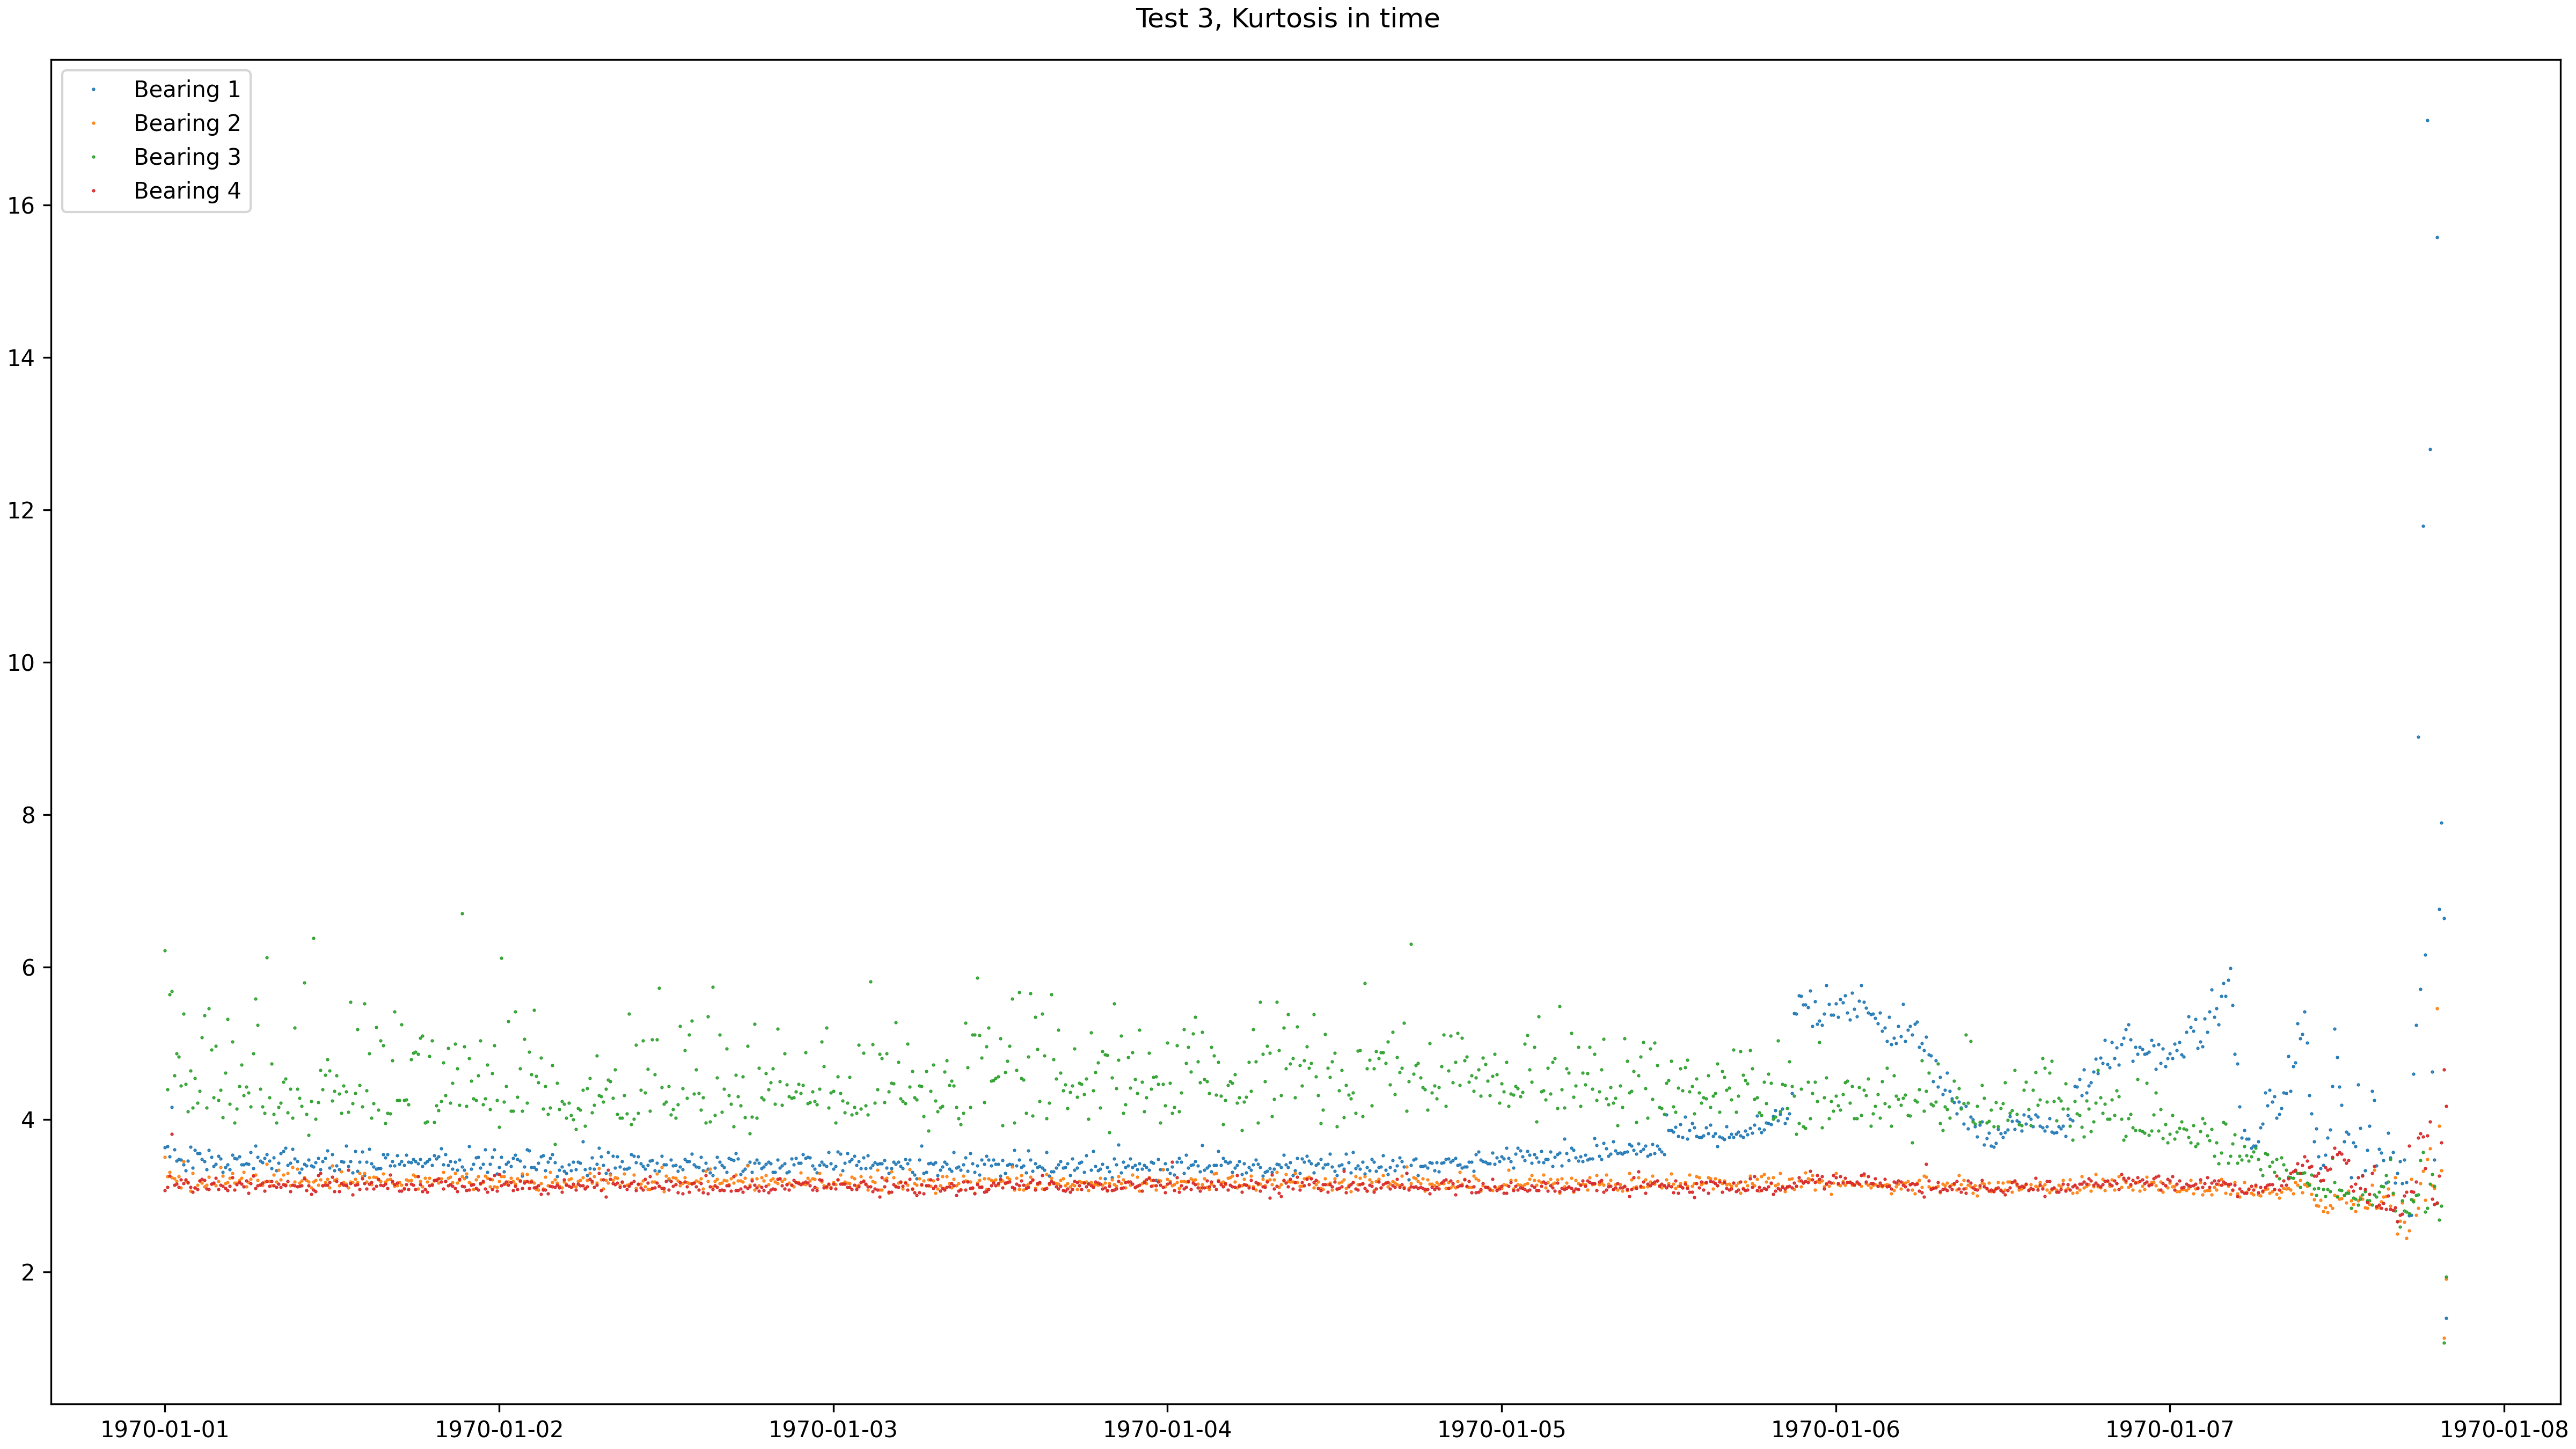 Test 3, Kurtosis in time
Bearing 1
Bearing 2
Bearing 3
Bearing 4
16
14
12
10
8
6
4
2
1970-01-01 1970-01-02 1970-01-03 1970-01-04 1970-01-05 1970-01-06 1970-01-07 1970-01-08